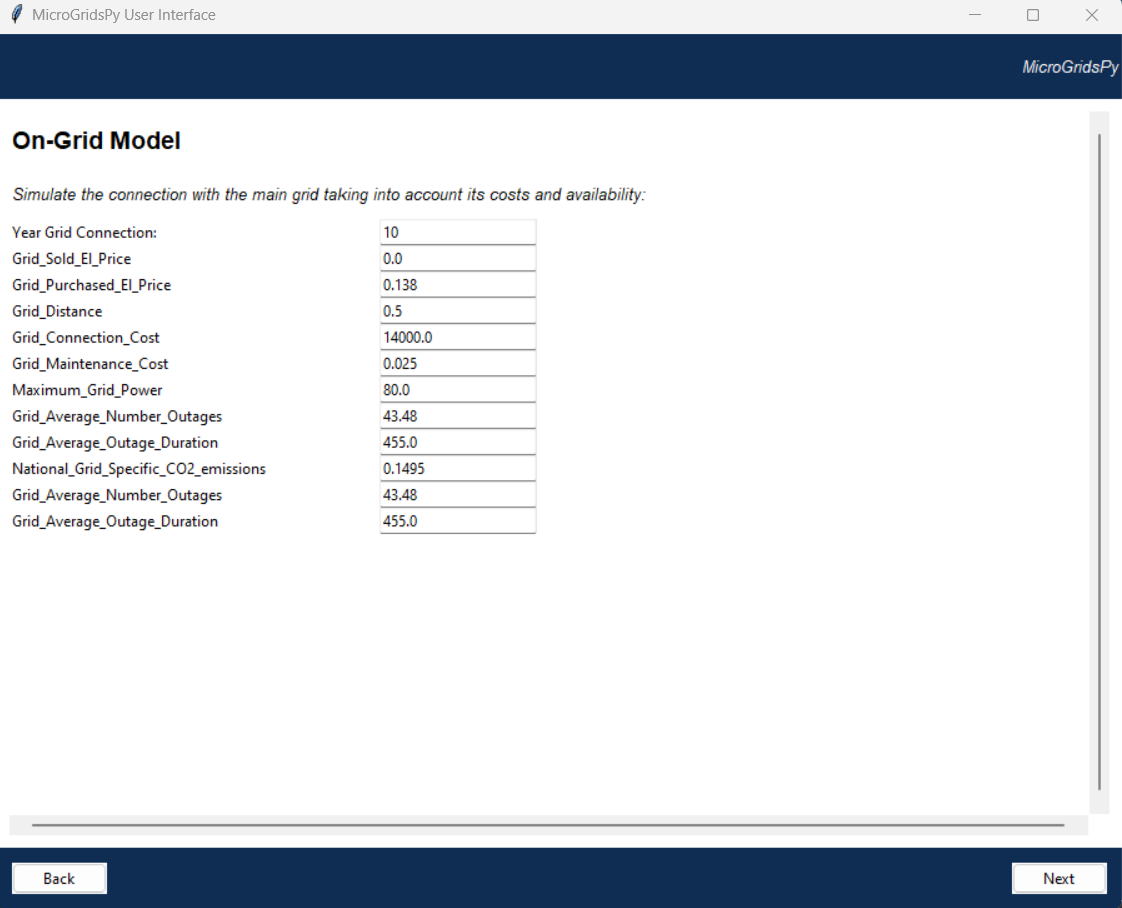 MicroGridsPy User Interface
MicroGridsPy
On-Grid Model
Simulate the connection with the main grid taking into account its costs and availability:
Year Grid Connection: 10
Grid_Sold_El_Price 0.0
Grid_Purchased_El_Price 0.138
Grid_Distance 0.5
Grid_Connection_Cost 14000.0
Grid_Maintenance_Cost 0.025
Maximum_Grid_Power 80.0
Grid_Average_Number_Outages 43.48
Grid_Average_Outage_Duration 455.0
National_Grid_Specific_CO2_emissions 0.1495
Grid_Average_Number_Outages 43.48
Grid_Average_Outage_Duration 455.0
Back Next